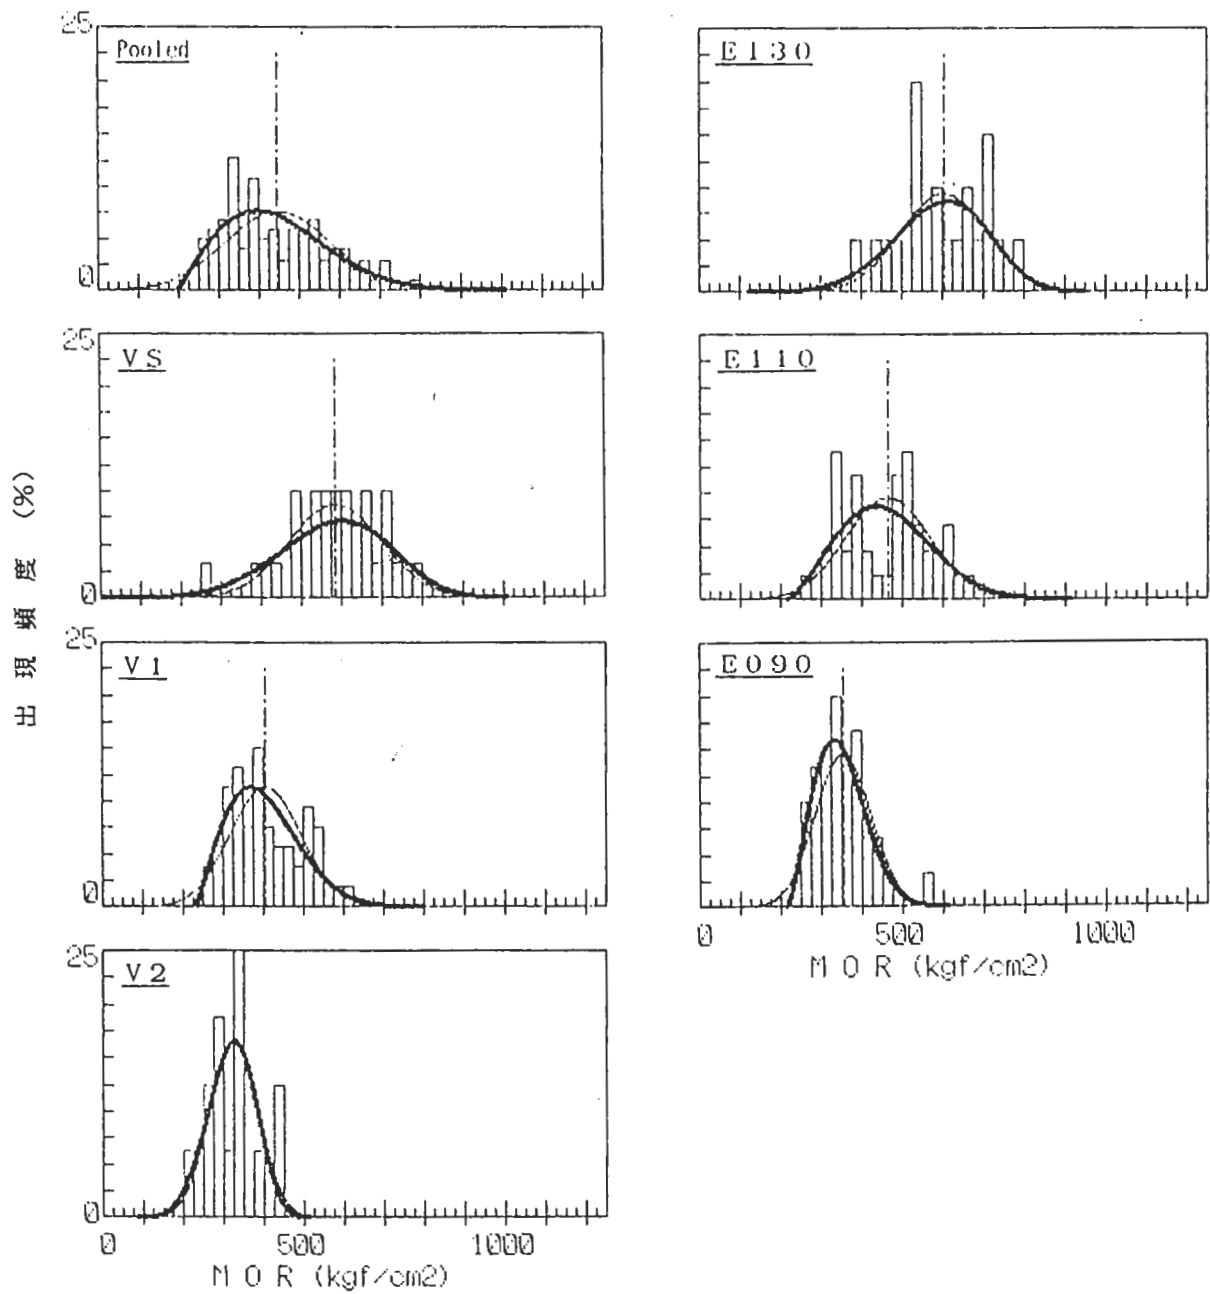 25
Pooled
0
25
VS
0
25
V1
0
25
V2
0
0 500 1000
M O R (kgf/cm2)
出現頻度 (%)
E130
E110
E090
0 500 1000
M O R (kgf/cm2)